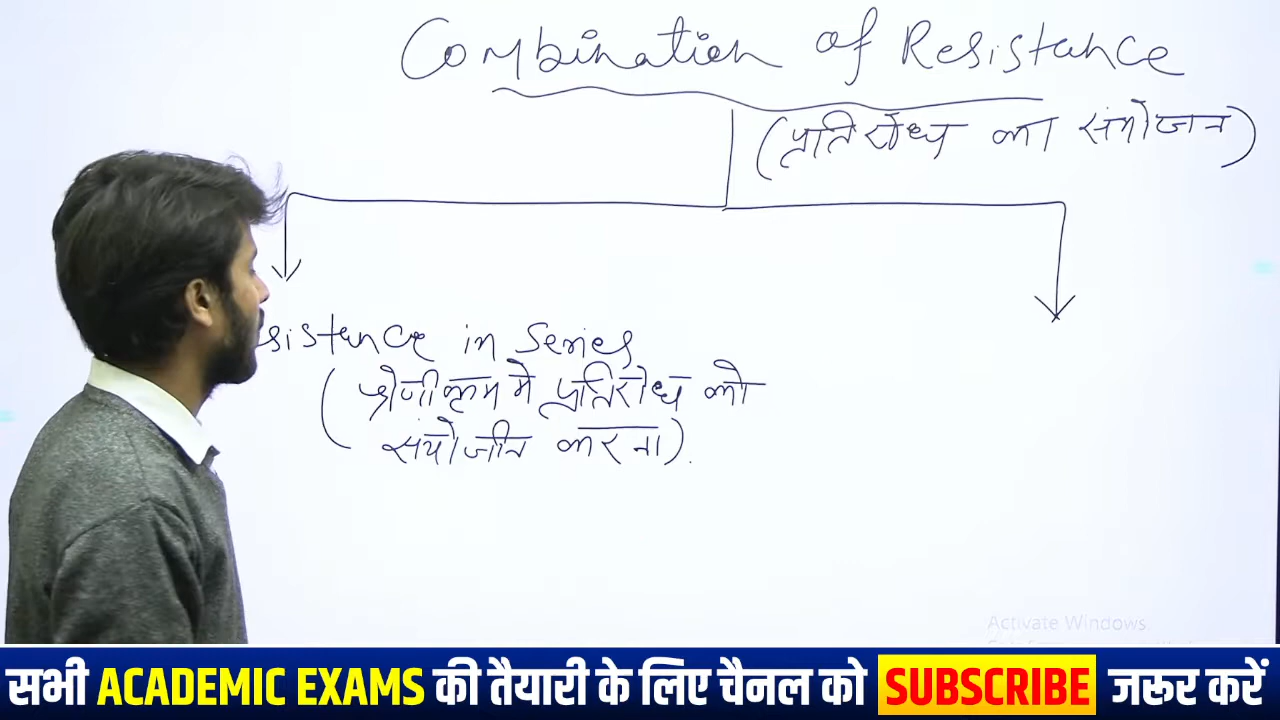 Combination of Resistance
(प्रतिरोध का संयोजन)
sistance in Series
(श्रेणीक्रम मे प्रतिरोध को
संयोजीत करना).
Activate Windows
सभी ACADEMIC EXAMS की तैयारी के लिए चैनल को SUBSCRIBE जरूर करें